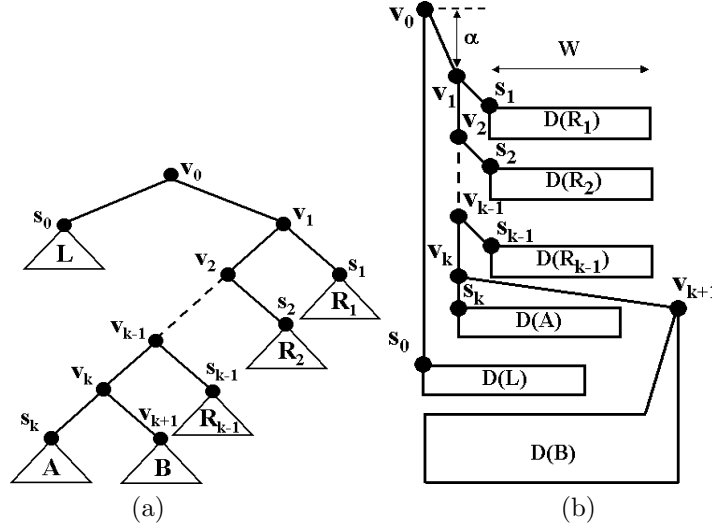 v0
s0
L
v1
v2
s1
R1
s2
R2
vk-1
vk
sk-1
Rk-1
sk
A
vk+1
B
(a)
v0
α
W
v1
s1
D(R1)
v2
s2
D(R2)
vk-1
sk-1
D(Rk-1)
vk
sk
D(A)
vk+1
s0
D(L)
D(B)
(b)